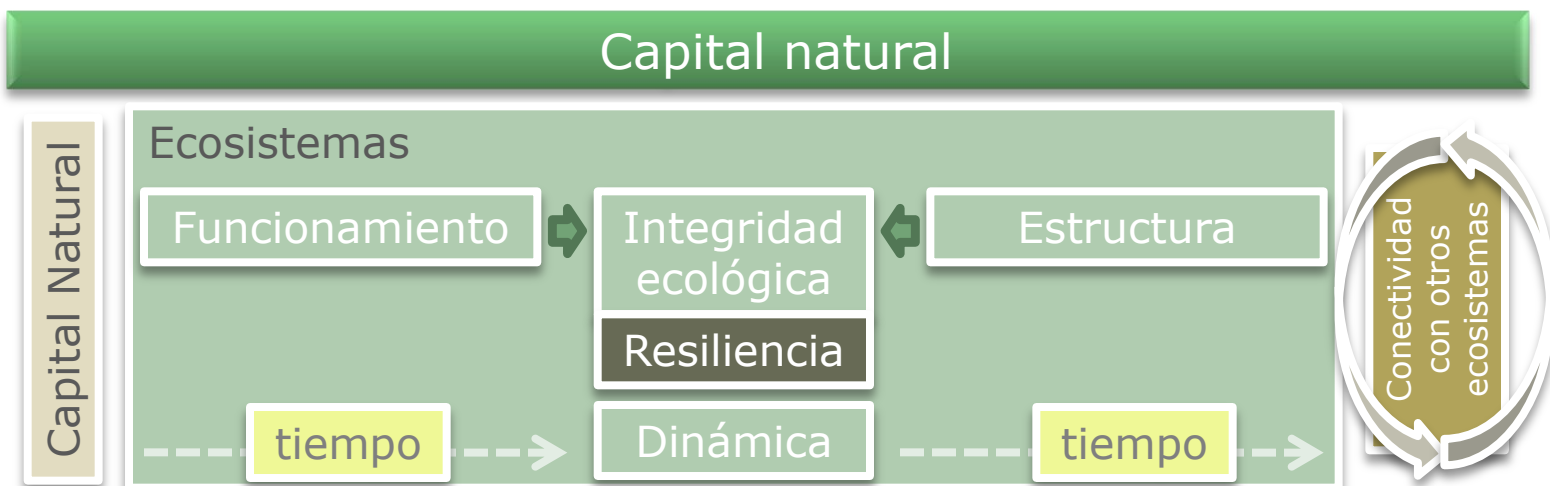 Capital natural
Capital Natural
Ecosistemas
Funcionamiento
Integridad
ecológica
Estructura
Resiliencia
tiempo
Dinámica
tiempo
Conectividad
con otros
ecosistemas